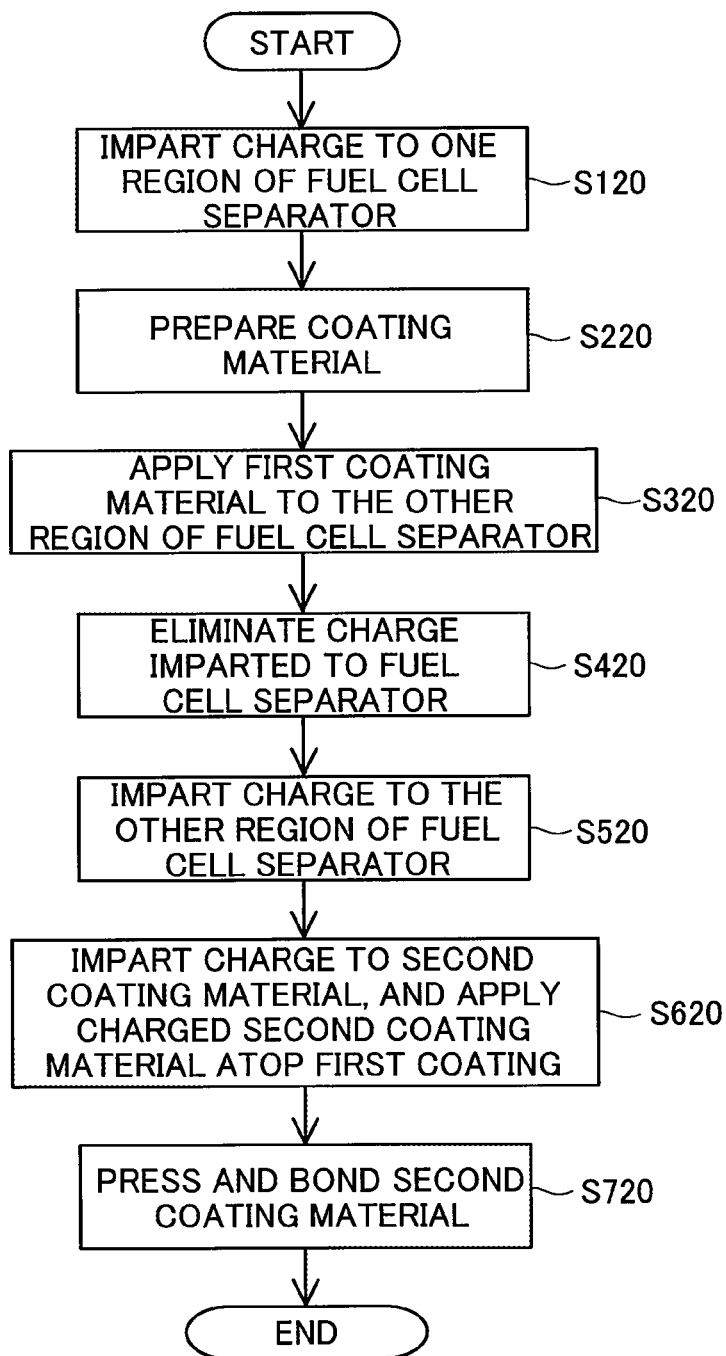 START
IMPART CHARGE TO ONE
REGION OF FUEL CELL
SEPARATOR
S120
PREPARE COATING
MATERIAL
S220
APPLY FIRST COATING
MATERIAL TO THE OTHER
REGION OF FUEL CELL SEPARATOR
S320
ELIMINATE CHARGE
IMPARTED TO FUEL
CELL SEPARATOR
S420
IMPART CHARGE TO THE
OTHER REGION OF FUEL
CELL SEPARATOR
S520
IMPART CHARGE TO SECOND
COATING MATERIAL, AND APPLY
CHARGED SECOND COATING
MATERIAL ATOP FIRST COATING
S620
PRESS AND BOND SECOND
COATING MATERIAL
S720
END